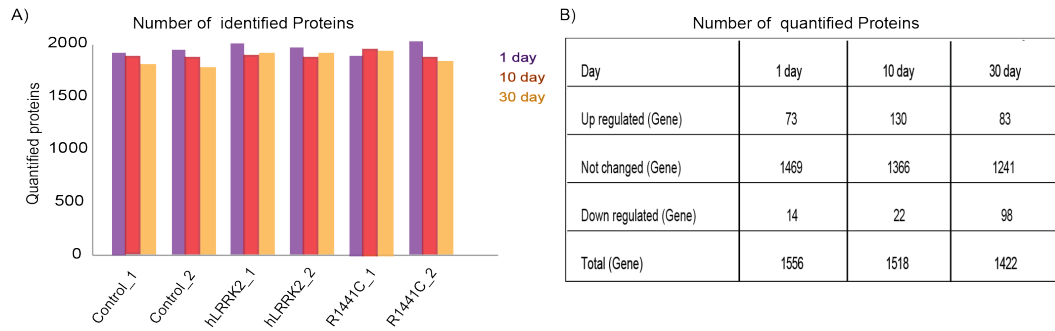 A)
Number of identified Proteins
Quantified proteins
2000
1500
1000
500
0
Control_1
Control_2
hLRRK2_1
hLRRK2_2
R1441C_1
R1441C_2
1 day
10 day
30 day
B)
Number of quantified Proteins
Day 1 day 10 day 30 day
Up regulated (Gene) 73 130 83
Not changed (Gene) 1469 1366 1241
Down regulated (Gene) 14 22 98
Total (Gene) 1556 1518 1422